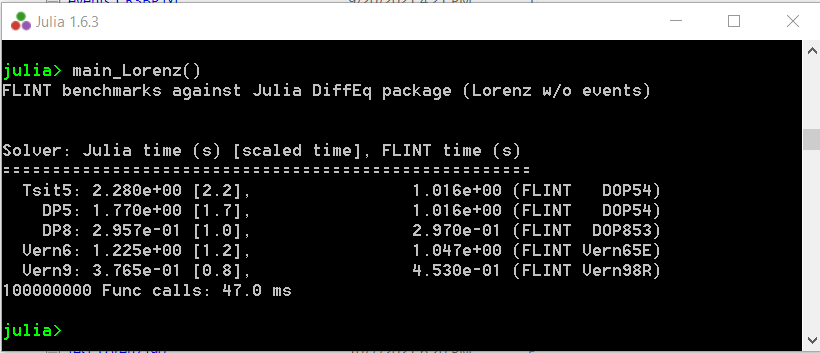 Julia 1.6.3
julia> main_Lorenz()
FLINT benchmarks against Julia DiffEq package (Lorenz w/o events)
Solver: Julia time (s) [scaled time], FLINT time (s)
=====================================================
Tsit5: 2.280e+00 [2.2], 1.016e+00 (FLINT DOP54)
DP5: 1.770e+00 [1.7], 1.016e+00 (FLINT DOP54)
DP8: 2.957e-01 [1.0], 2.970e-01 (FLINT DOP853)
Vern6: 1.225e+00 [1.2], 1.047e+00 (FLINT Vern65E)
Vern9: 3.765e-01 [0.8], 4.530e-01 (FLINT Vern98R)
100000000 Func calls: 47.0 ms
julia>